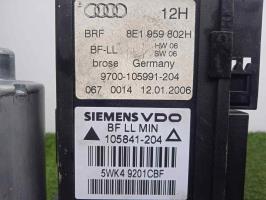 12H
BRF 8E1 959 802H
BF-LL HW 06
SW 06
brose Germany
9700-105991-204
067 0014 12.01.2006
SIEMENS VDO
BF LL MIN
105841-204
5WK4 9201CBF